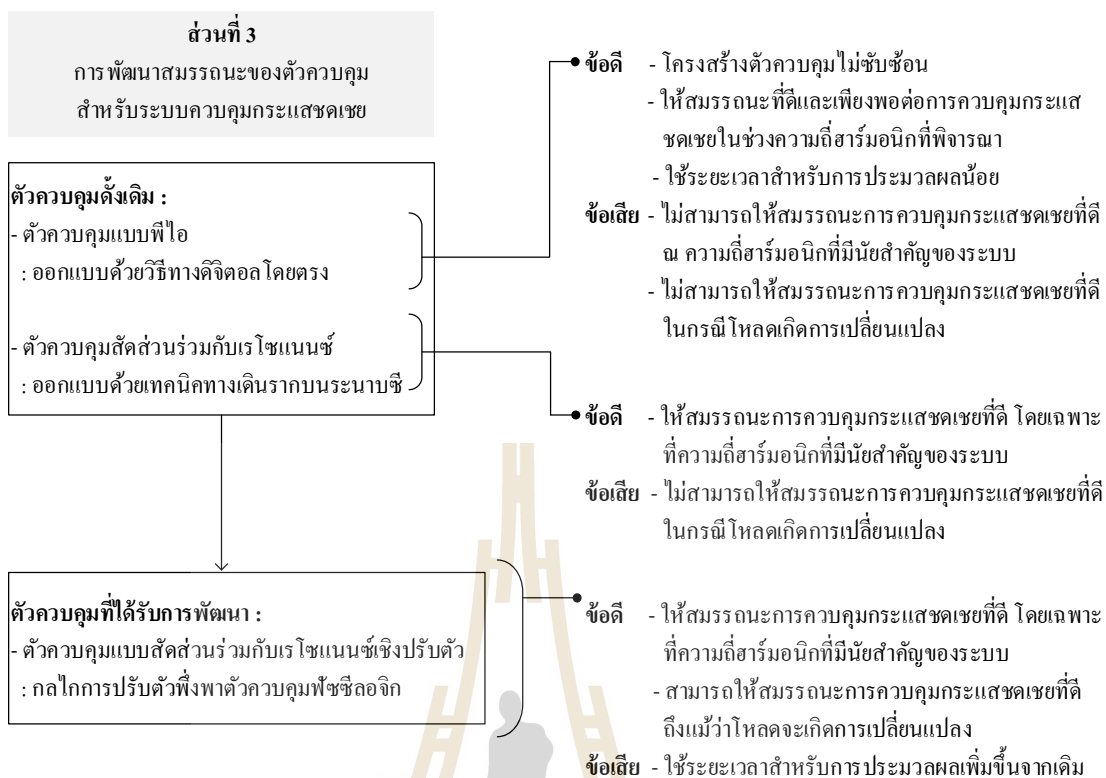 ส่วนที่ 3
การพัฒนาสมรรถนะของตัวควบคุม
สำหรับระบบควบคุมกระแสชดเชย
ตัวควบคุมดั้งเดิม :
- ตัวควบคุมแบบพีไอ
: ออกแบบด้วยวิธีทางดิจิตอลโดยตรง
- ตัวควบคุมสัดส่วนร่วมกับเรโซแนนซ์
: ออกแบบด้วยเทคนิคทางเดินรากบนระนาบซี
ข้อดี - โครงสร้างตัวควบคุมไม่ซับซ้อน
- ให้สมรรถนะที่ดีและเพียงพอต่อการควบคุมกระแส
ชดเชยในช่วงความถี่ฮาร์มอนิกที่พิจารณา
- ใช้ระยะเวลาสำหรับการประมวลผลน้อย
ข้อเสีย - ไม่สามารถให้สมรรถนะการควบคุมกระแสชดเชยที่ดี
ณ ความถี่ฮาร์มอนิกที่มีนัยสำคัญของระบบ
- ไม่สามารถให้สมรรถนะการควบคุมกระแสชดเชยที่ดี
ในกรณีโหลดเกิดการเปลี่ยนแปลง
ข้อดี - ให้สมรรถนะการควบคุมกระแสชดเชยที่ดี โดยเฉพาะ
ที่ความถี่ฮาร์มอนิกที่มีนัยสำคัญของระบบ
ข้อเสีย - ไม่สามารถให้สมรรถนะการควบคุมกระแสชดเชยที่ดี
ในกรณีโหลดเกิดการเปลี่ยนแปลง
ตัวควบคุมที่ได้รับการพัฒนา :
- ตัวควบคุมแบบสัดส่วนร่วมกับเรโซแนนซ์เชิงปรับตัว
: กลไกการปรับตัวพึ่งพาตัวควบคุมฟัซซีลอจิก
ข้อดี - ให้สมรรถนะการควบคุมกระแสชดเชยที่ดี โดยเฉพาะ
ที่ความถี่ฮาร์มอนิกที่มีนัยสำคัญของระบบ
- สามารถให้สมรรถนะการควบคุมกระแสชดเชยที่ดี
ถึงแม้ว่าโหลดจะเกิดการเปลี่ยนแปลง
ข้อเสีย - ใช้ระยะเวลาสำหรับการประมวลผลเพิ่มขึ้นจากเดิม